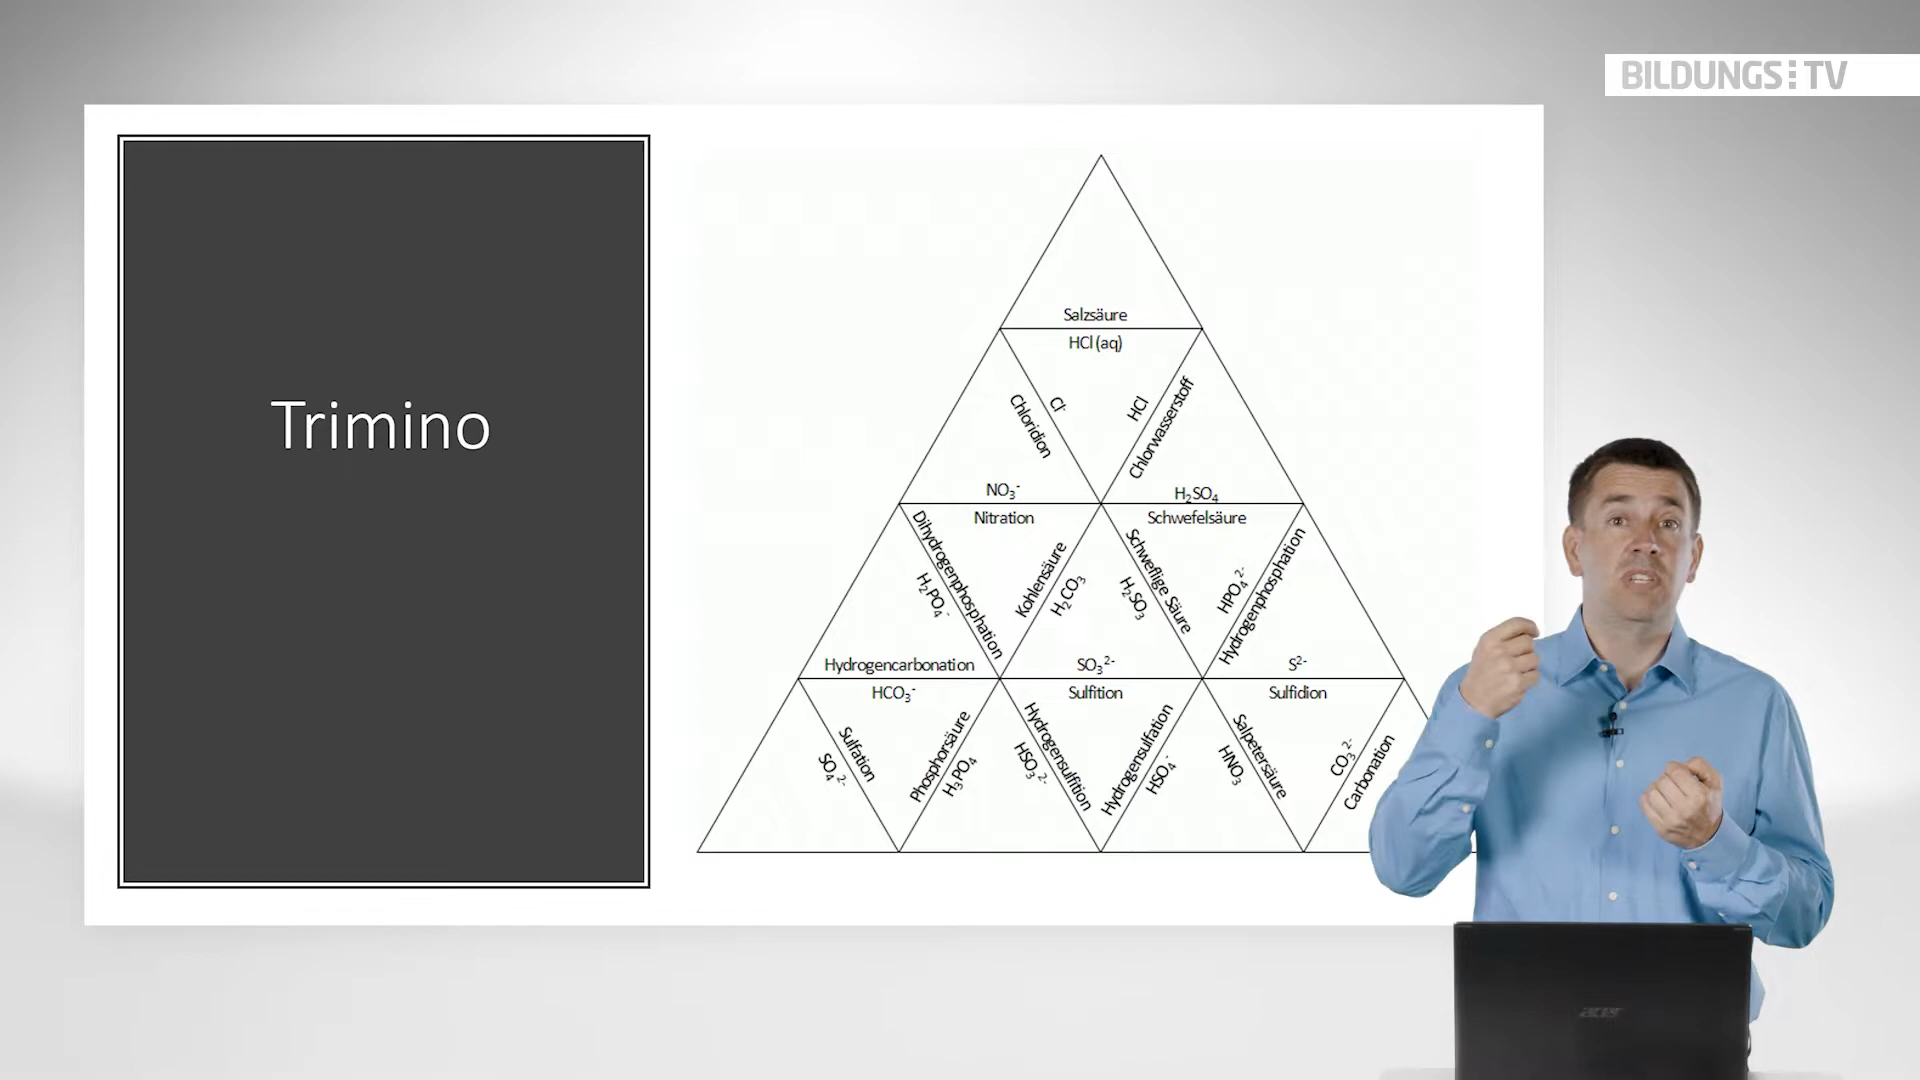 BILDUNGS:TV
Trimino
Salzsäure
HCl (aq)
Cl⁻
Chloridion
HCl
Chlorwasserstoff
NO₃⁻
Nitration
H₂SO₄
Schwefelsäure
Dihydrogenphosphation
H₂PO₄⁻
Kohlensäure
H₂CO₃
Schweflige Säure
H₂SO₃
HPO₄²⁻
Hydrogenphosphation
Hydrogencarbonation
HCO₃⁻
SO₃²⁻
Sulfition
S²⁻
Sulfidion
Sulfation
SO₄²⁻
Phosphorsäure
H₃PO₄
Hydrogensulfition
HSO₃²⁻
Hydrogensulfation
HSO₄⁻
Salpetersäure
HNO₃
CO₃²⁻
Carbonation
acer